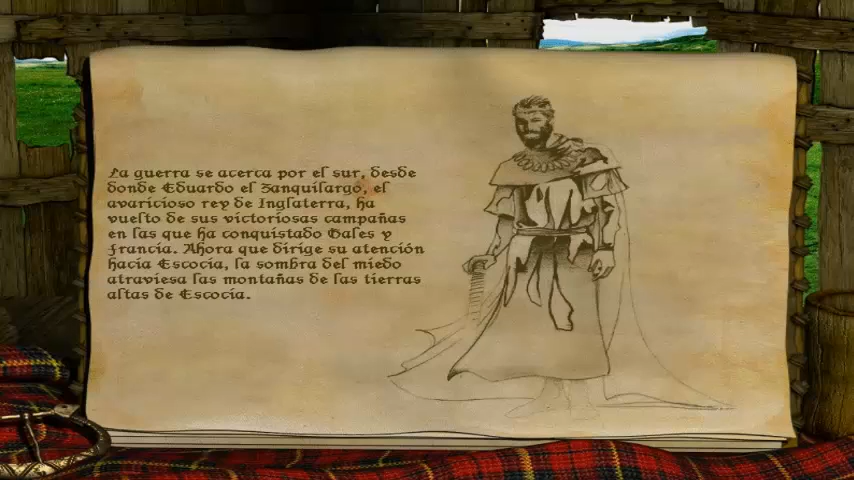 La guerra se acerca por el sur, desde
donde Eduardo el Zanquilargo, el
avaricioso rey de Inglaterra, ha
vuelto de sus victoriosas campañas
en las que ha conquistado Gales y
Francia. Ahora que dirige su atención
hacia Escocia, la sombra del miedo
atraviesa las montañas de las tierras
altas de Escocia.